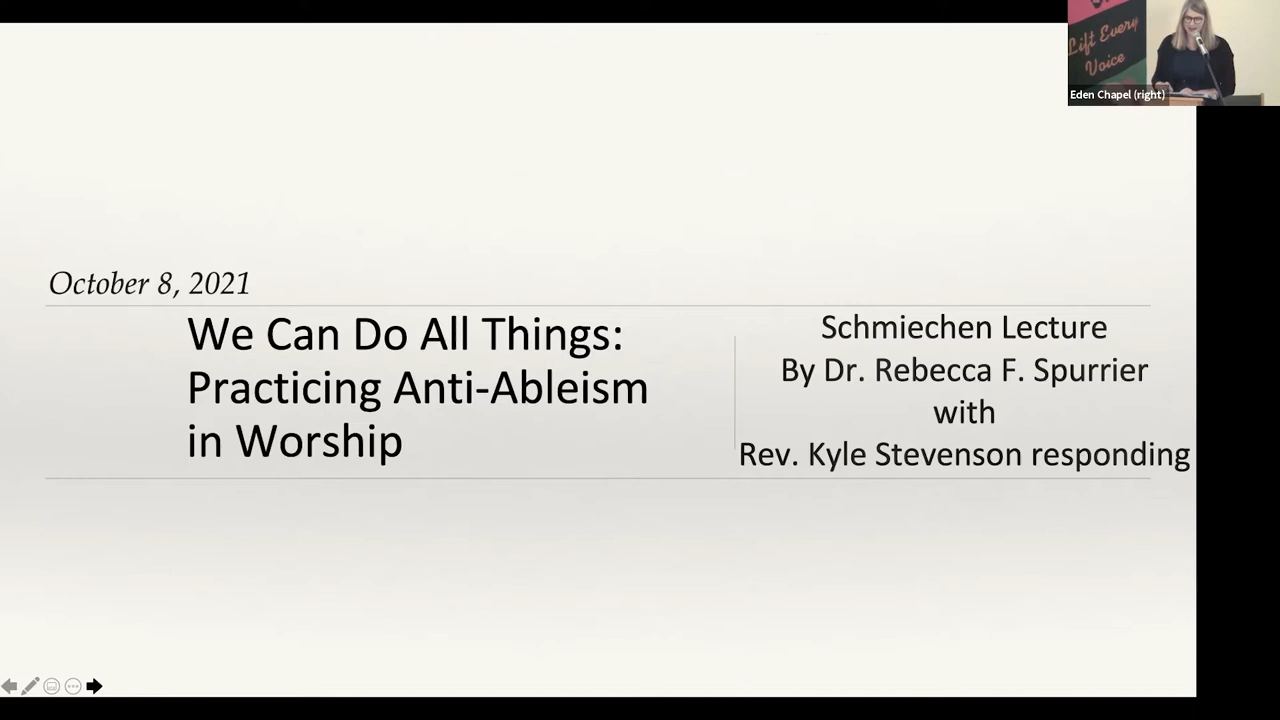 Lift Every
Voice
Eden Chapel (right)
October 8, 2021
We Can Do All Things:
Practicing Anti-Ableism
in Worship
Schmiechen Lecture
By Dr. Rebecca F. Spurrier
with
Rev. Kyle Stevenson responding